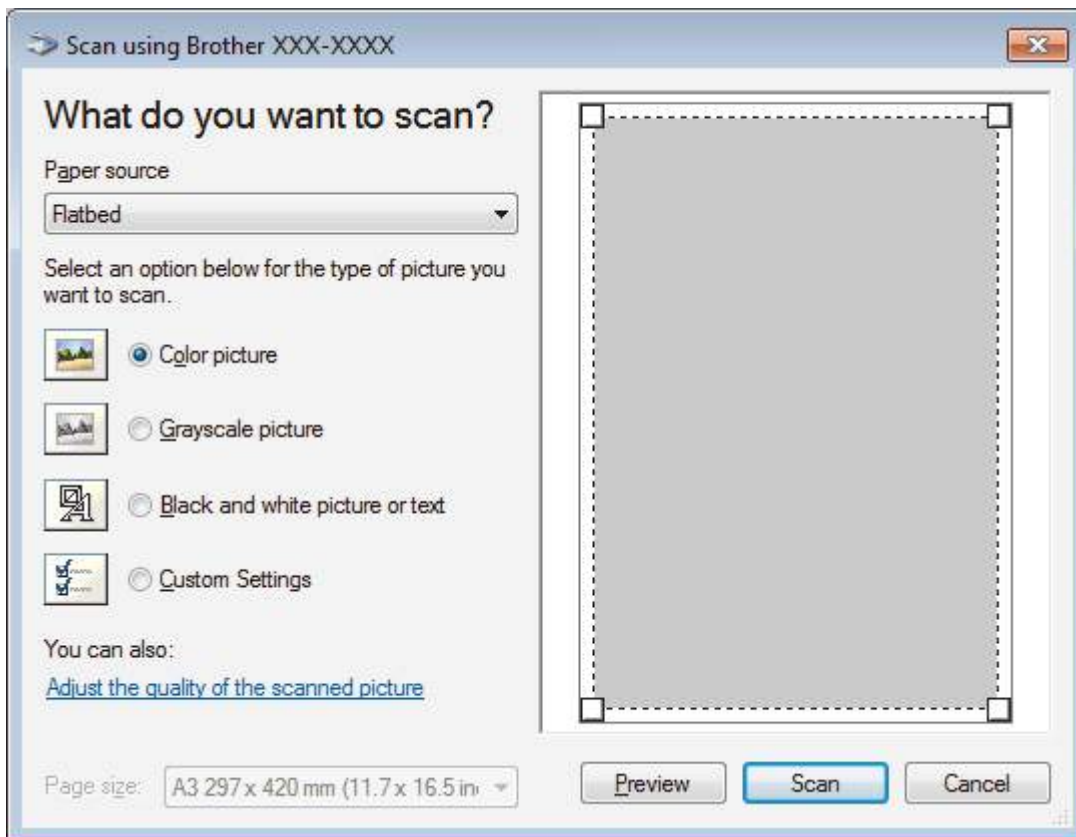 Scan using Brother XXX-XXXX
What do you want to scan?
Paper source
Flatbed
Select an option below for the type of picture you
want to scan.
Color picture
Grayscale picture
Black and white picture or text
Custom Settings
You can also:
Adjust the quality of the scanned picture
Page size: A3 297 x 420 mm (11.7 x 16.5 in
Preview Scan Cancel